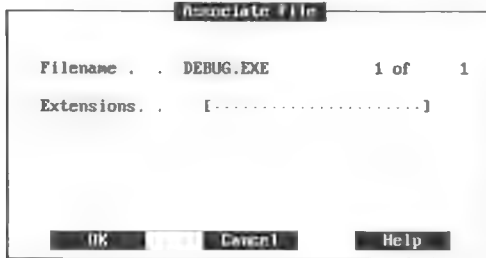 Associate File
Filename . . DEBUG.EXE 1 of 1
Extensions. . [......................]
OK Cancel Help